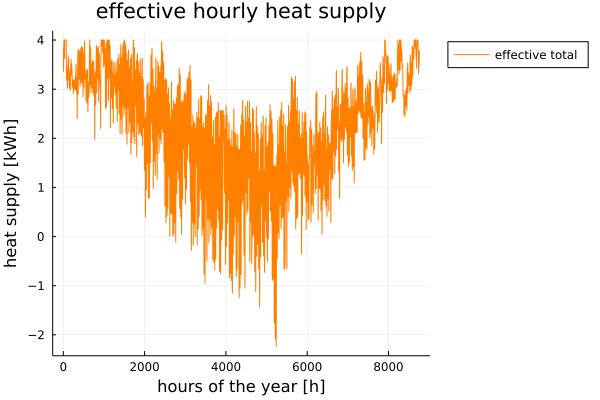 effective hourly heat supply
effective total
heat supply [kWh]
4
3
2
1
0
−1
−2
0 2000 4000 6000 8000
hours of the year [h]